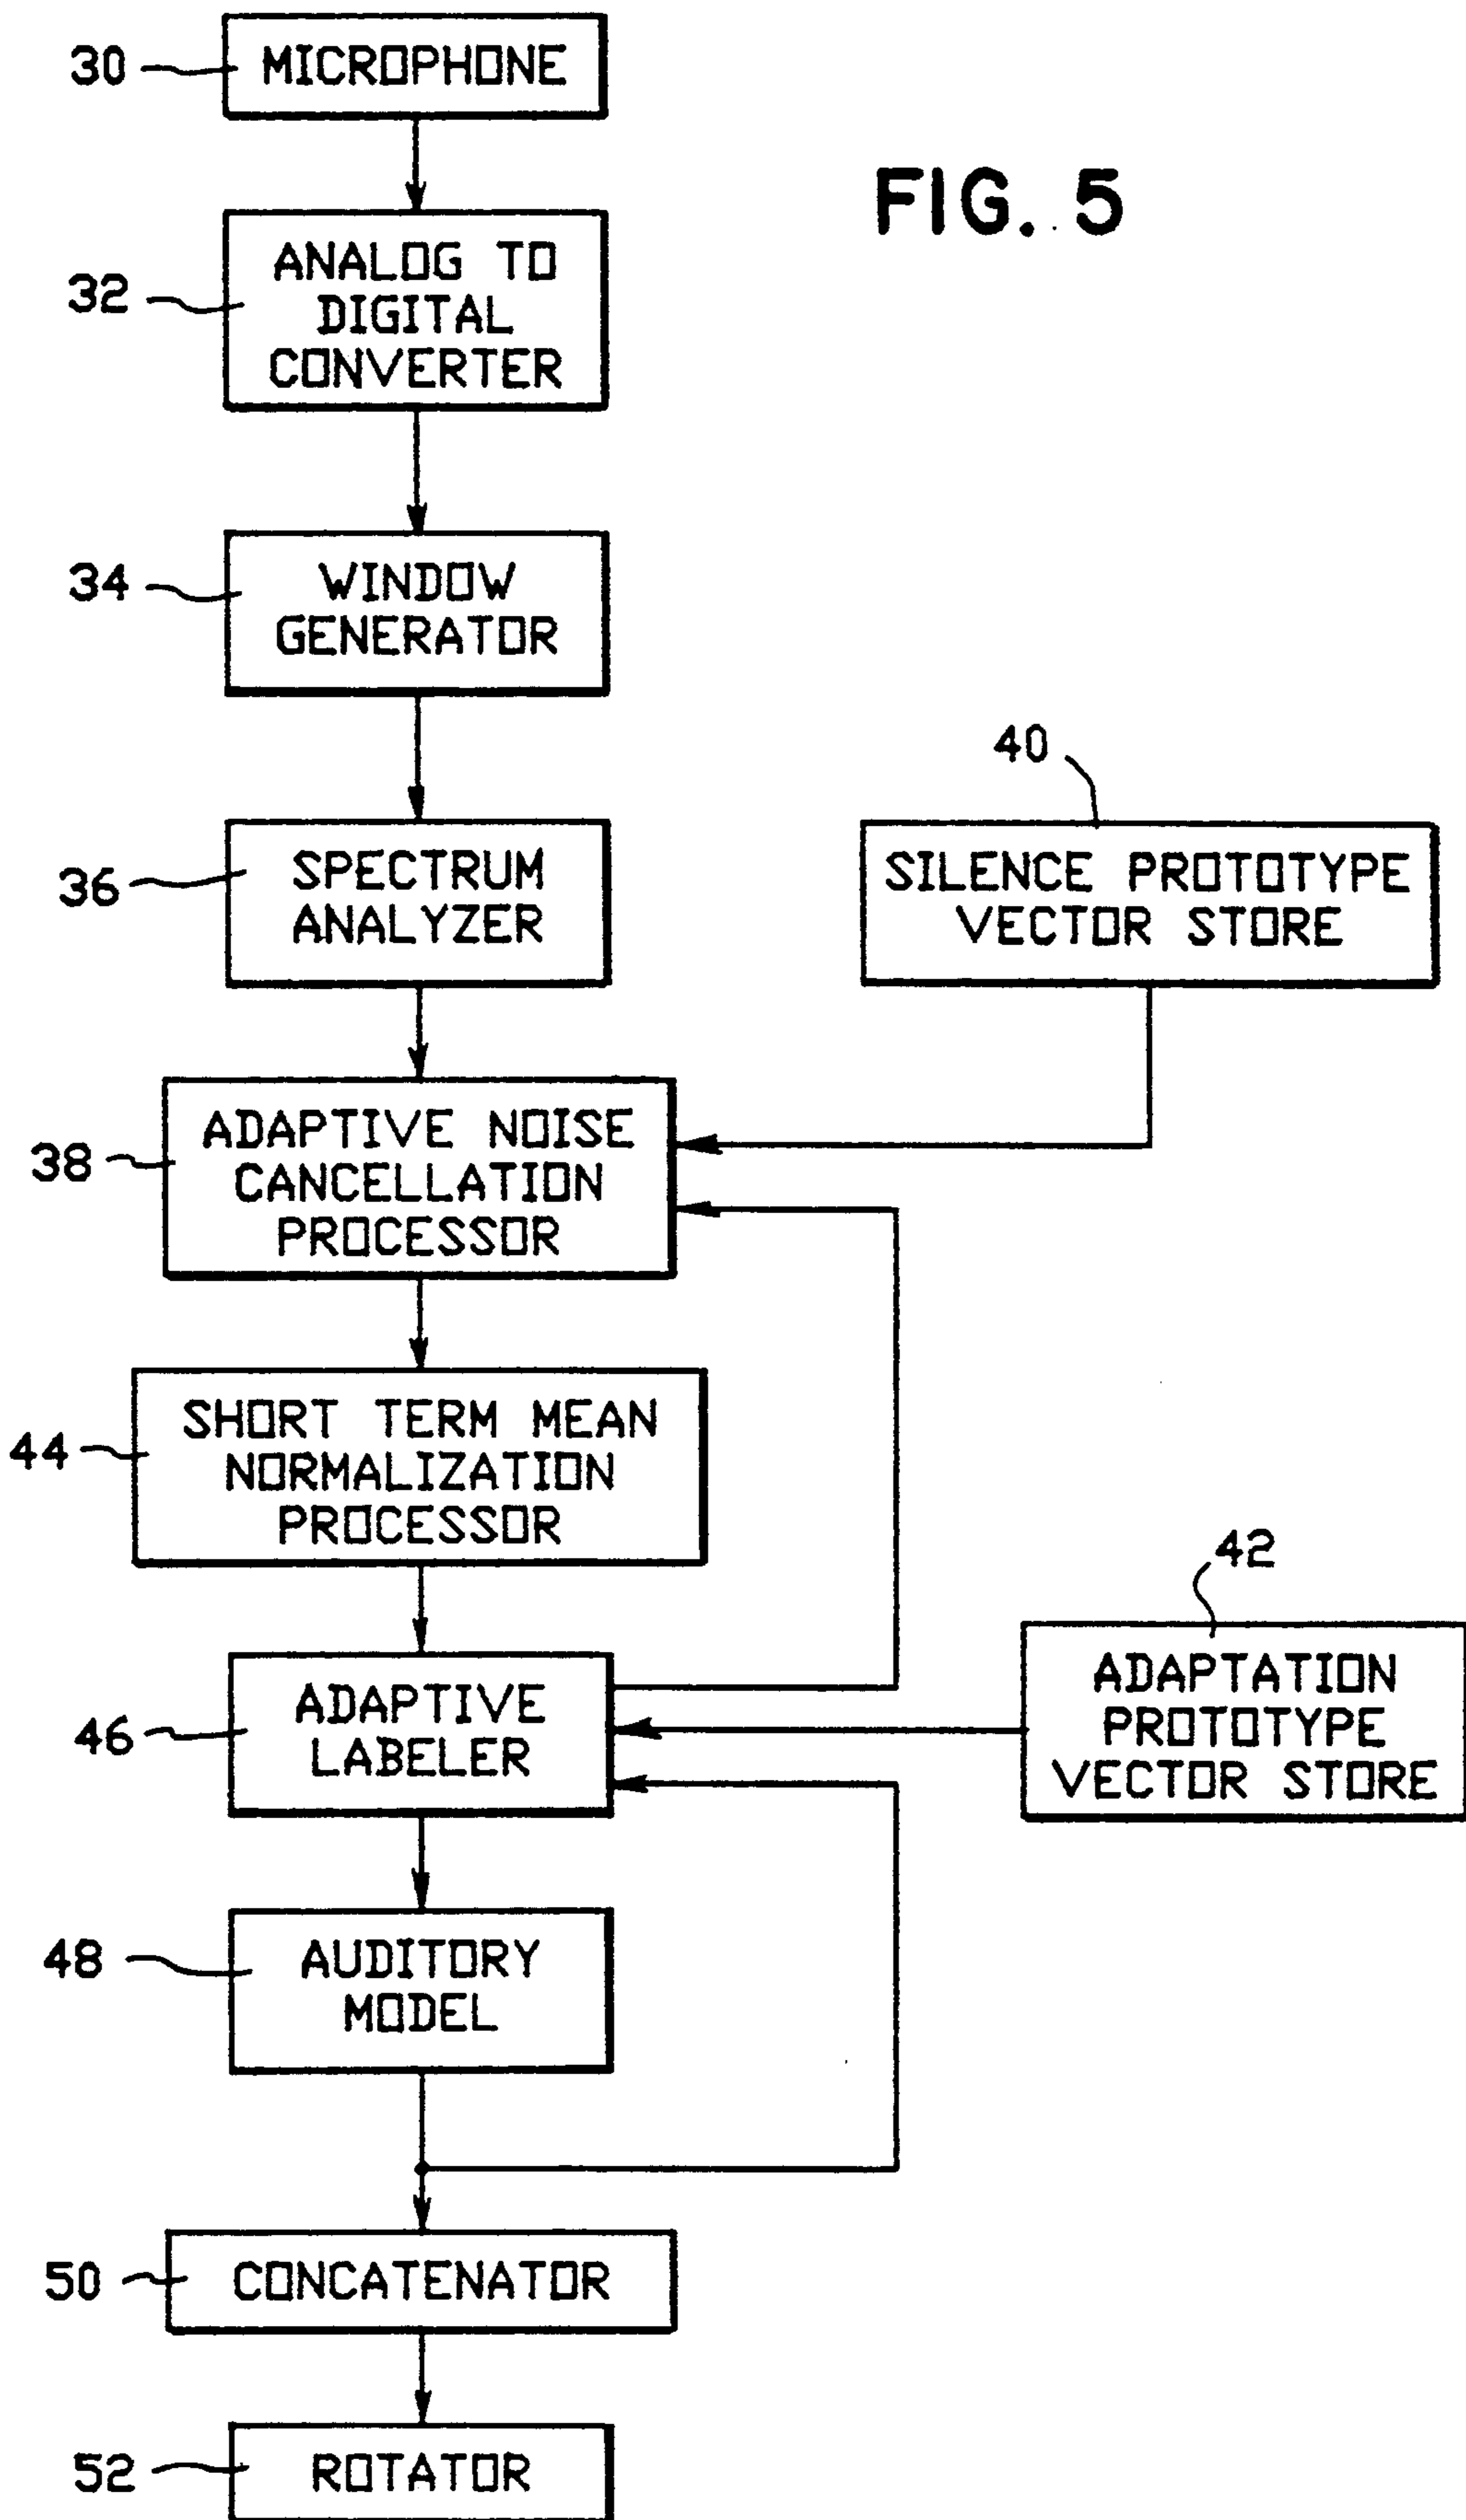 30
MICROPHONE
FIG. 5
32
ANALOG TO
DIGITAL
CONVERTER
34
WINDOW
GENERATOR
36
SPECTRUM
ANALYZER
40
SILENCE PROTOTYPE
VECTOR STORE
38
ADAPTIVE NOISE
CANCELLATION
PROCESSOR
44
SHORT TERM MEAN
NORMALIZATION
PROCESSOR
42
ADAPTATION
PROTOTYPE
VECTOR STORE
46
ADAPTIVE
LABELER
48
AUDITORY
MODEL
50
CONCATENATOR
52
ROTATOR